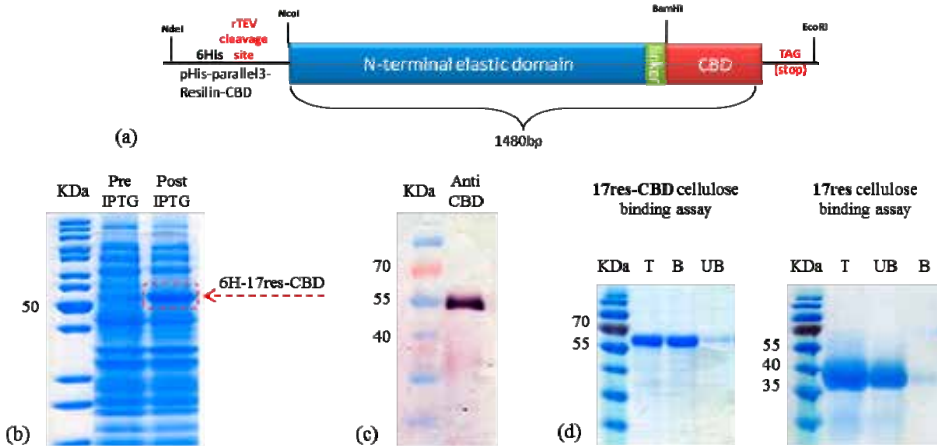 NdeI
6His
rTEV
cleavage
site
NcoI
BamHI
EcoRI
N-terminal elastic domain
linker
CBD
TAG
(stop)
pHis-parallel3-
Resilin-CBD
1480bp
(a)
KDa
Pre
IPTG
Post
IPTG
50
6H-17res-CBD
(b)
KDa
Anti
CBD
70
55
40
(c)
17res-CBD cellulose
binding assay
KDa T B UB
70
55
(d)
17res cellulose
binding assay
KDa T UB B
55
40
35